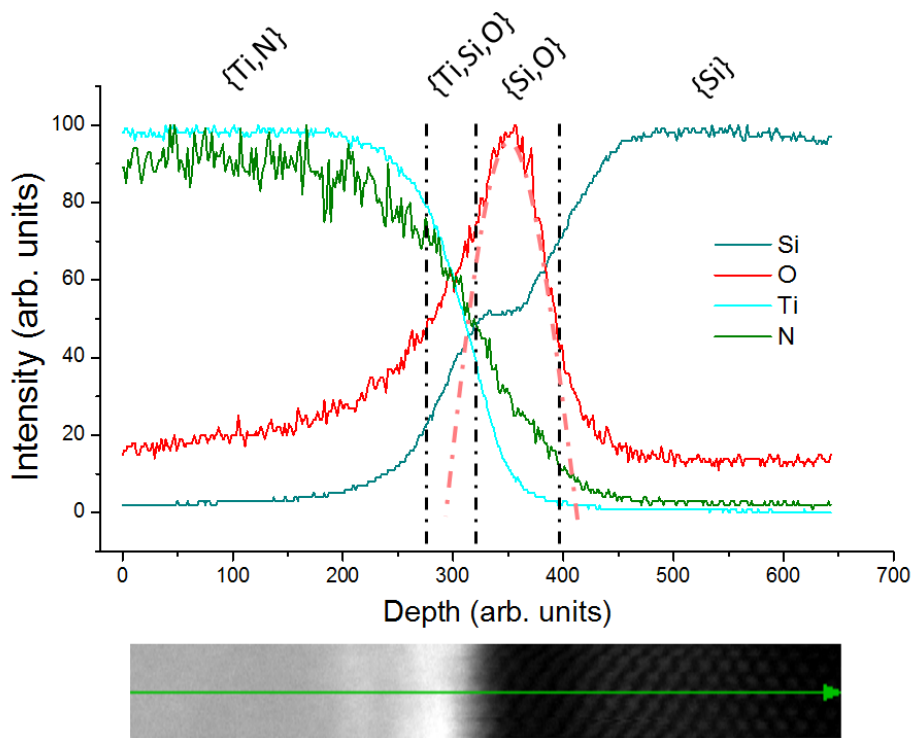 {Ti,N}
{Ti,Si,O}
{Si,O}
{Si}
100
80
60
40
20
0
Intensity (arb. units)
Si
O
Ti
N
0 100 200 300 400 500 600 700
Depth (arb. units)